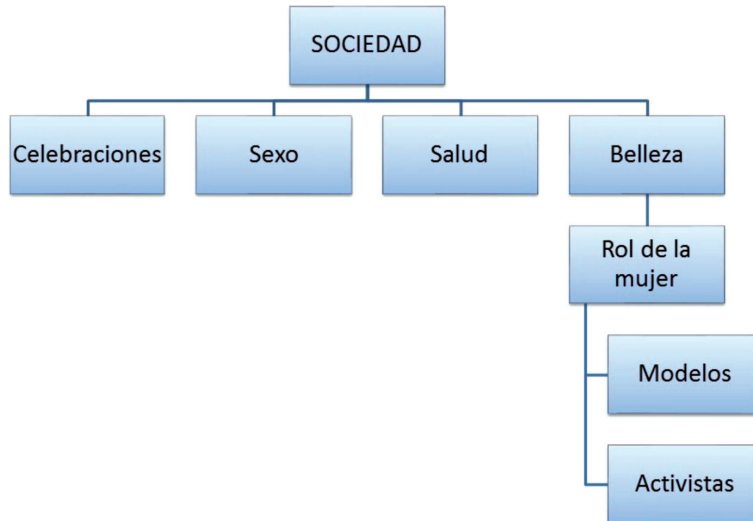 SOCIEDAD
Celebraciones
Sexo
Salud
Belleza
Rol de la
mujer
Modelos
Activistas